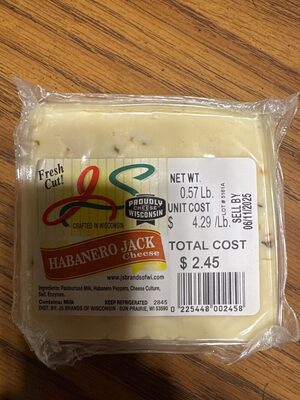 Fresh Cut!
JS
CRAFTED IN WISCONSIN
PROUDLY
WISCONSIN
CHEESE
HABANERO JACK
Cheese
www.jsbrandsofwi.com
Ingredients: Pasteurized Milk, Habanero Peppers, Cheese Culture,
Salt, Enzymes.
Contains: Milk
KEEP REFRIGERATED 2845
DIST. BY: JS BRANDS OF WISCONSIN - SUN PRAIRIE, WI 53590
NET WT.
0.57 Lb.
UNIT COST
$ 4.29 /Lb.
TOTAL COST
$ 2.45
SELL BY
06/11/2025
0 225448 002458